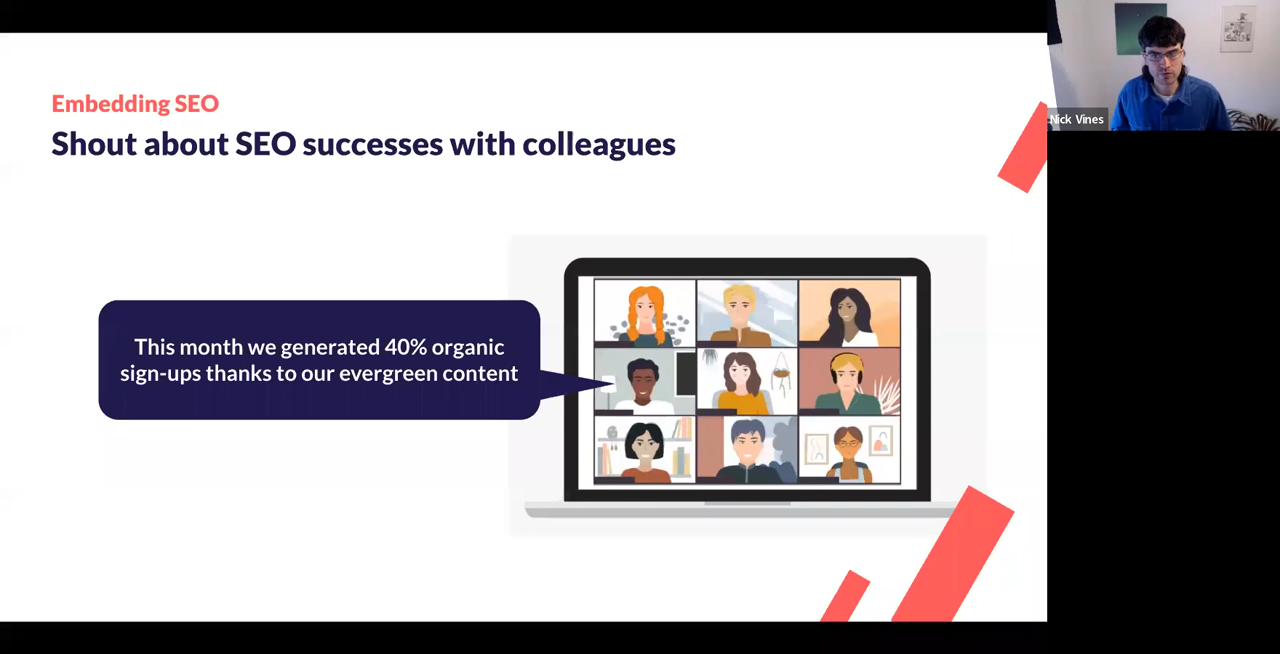 Embedding SEO
Shout about SEO successes with colleagues
This month we generated 40% organic
sign-ups thanks to our evergreen content
Nick Vines